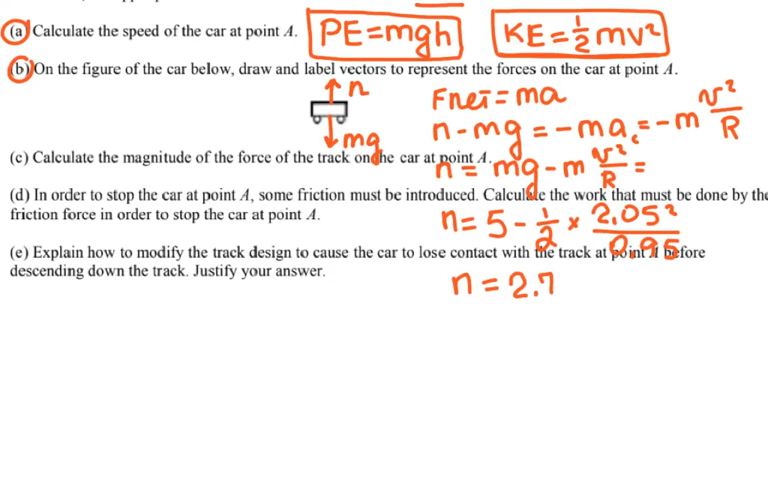 (a) Calculate the speed of the car at point A. PE=mgh KE=½mv²
(b) On the figure of the car below, draw and label vectors to represent the forces on the car at point A.
n
Fnet=ma
mg
n-mg=-ma_c=-m v²/R
(c) Calculate the magnitude of the force of the track on the car at point A.
n=mg-m v²/R=
(d) In order to stop the car at point A, some friction must be introduced. Calculate the work that must be done by the
friction force in order to stop the car at point A.
n=5-½×2.05²/0.95
(e) Explain how to modify the track design to cause the car to lose contact with the track at point A before
descending down the track. Justify your answer.
n=2.7